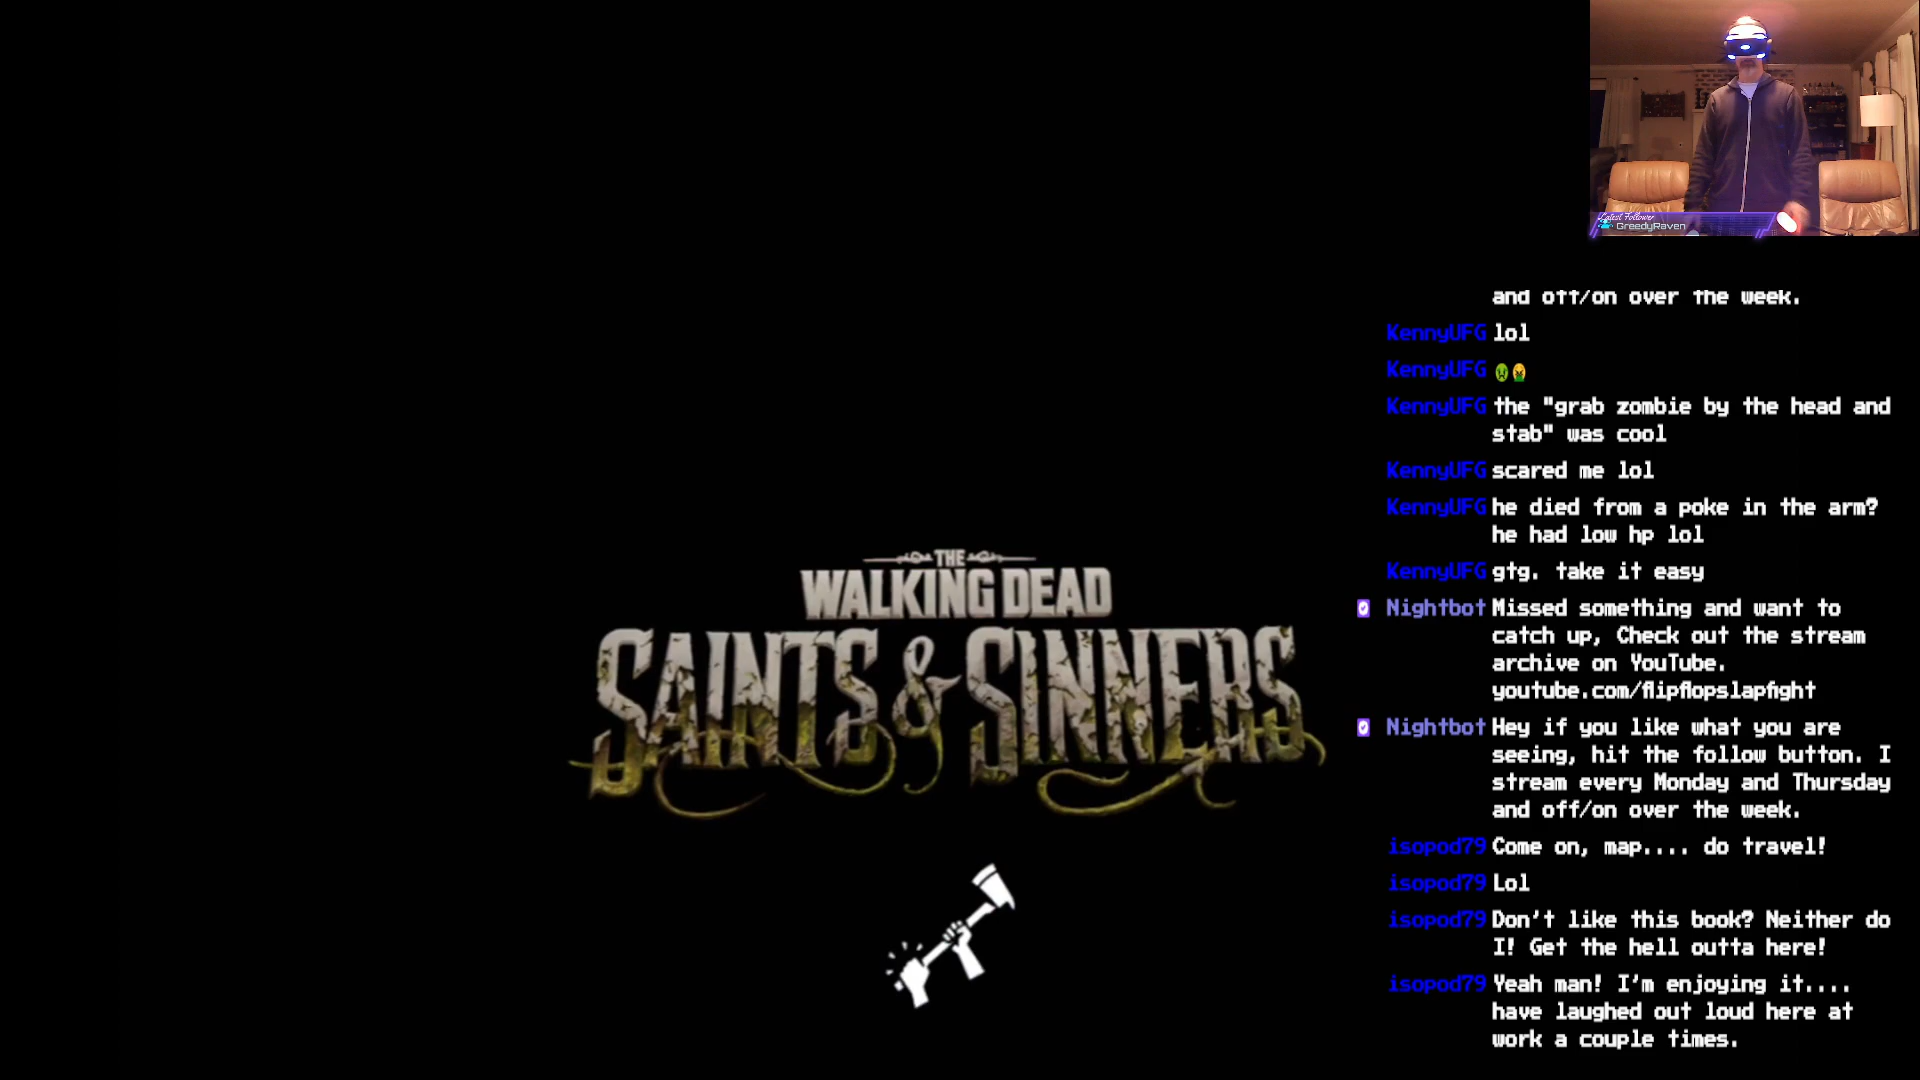 Latest Follower
GreedyRaven
and off/on over the week.
KennyUFG lol
KennyUFG
KennyUFG the "grab zombie by the head and
stab" was cool
KennyUFG scared me lol
KennyUFG he died from a poke in the arm?
he had low hp lol
KennyUFG gtg. take it easy
Nightbot Missed something and want to
catch up, Check out the stream
archive on YouTube.
youtube.com/flipflopslapfight
Nightbot Hey if you like what you are
seeing, hit the follow button. I
stream every Monday and Thursday
and off/on over the week.
isopod79 Come on, map.... do travel!
isopod79 Lol
isopod79 Don't like this book? Neither do
I! Get the hell outta here!
isopod79 Yeah man! I'm enjoying it....
have laughed out loud here at
work a couple times.
THE
WALKING DEAD
SAINTS & SINNERS